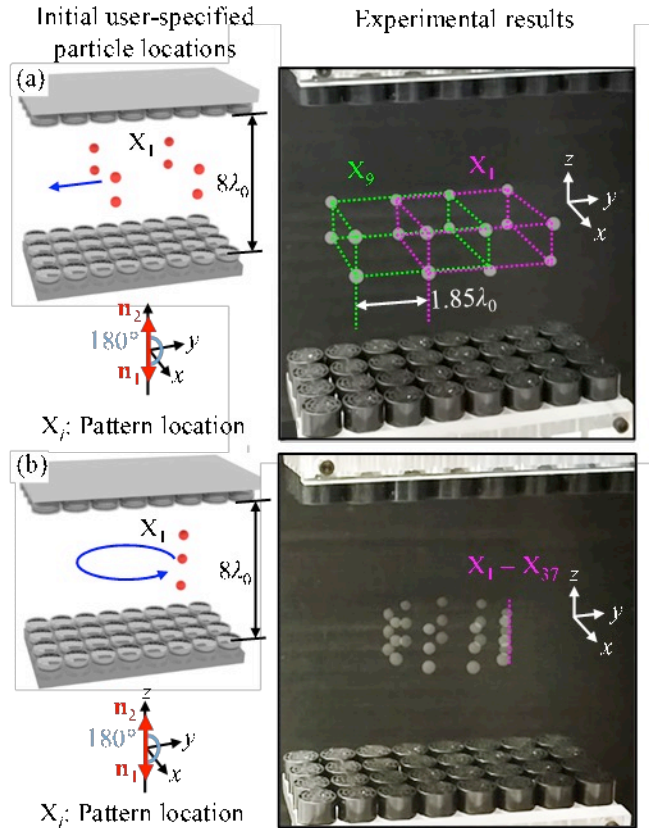 Initial user-specified
particle locations
Experimental results
(a)
X₁
8λ₀
n₂
180°
y
n₁
x
Xᵢ: Pattern location
X₉
X₁
z
y
x
1.85λ₀
(b)
X₁
8λ₀
z
n₂
180°
y
n₁
x
Xᵢ: Pattern location
X₁ – X₃₇
z
y
x